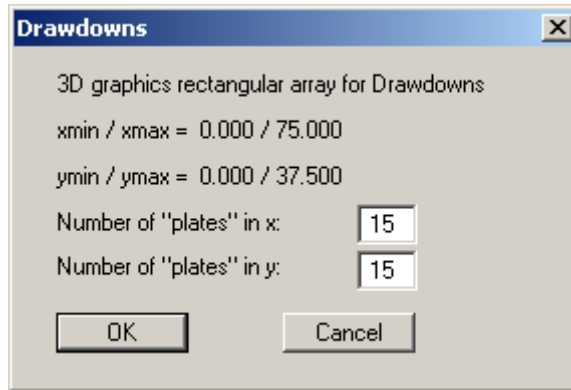 Drawdowns
3D graphics rectangular array for Drawdowns
xmin / xmax = 0.000 / 75.000
ymin / ymax = 0.000 / 37.500
Number of "plates" in x: 15
Number of "plates" in y: 15
OK Cancel